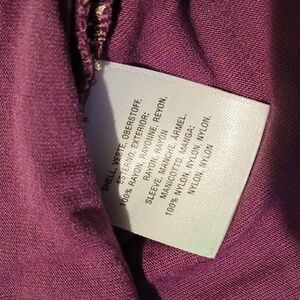 SHELL, VESTE, OBERSTOFF,
ESTERNO, EXTERIOR:
100% RAYON, RAYONNE, REYON,
RAYON, RAYÓN
SLEEVE, MANCHE, ÄRMEL,
MANICOTTO, MANGA:
100% NYLON, NYLON, NYLON,
NYLON, NYLON